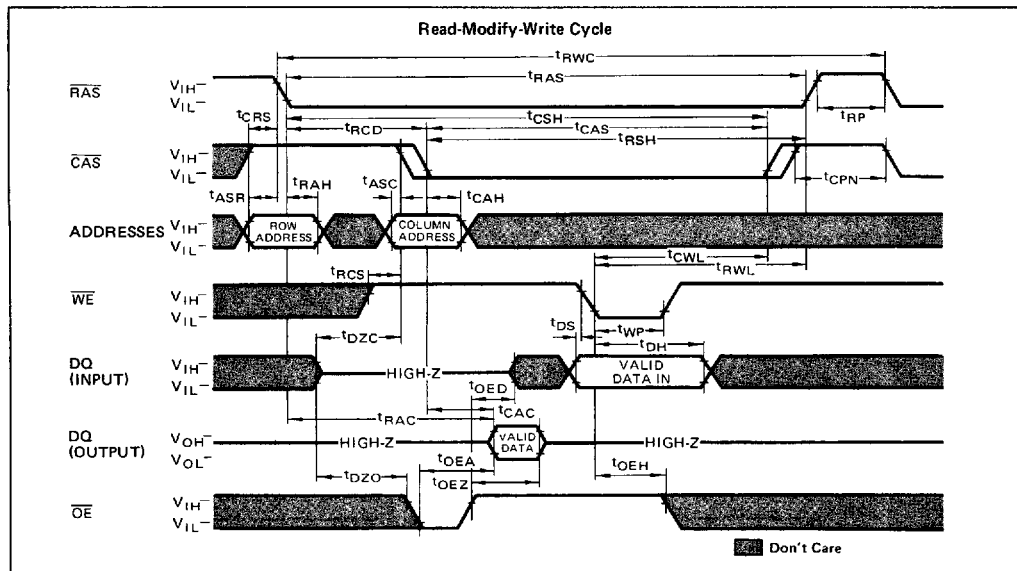 Read-Modify-Write Cycle
tRWC
RAS
VIH–
VIL–
tRAS
tCRS
tRCD
tCSH
tCAS
tRP
tRSH
CAS
VIH–
VIL–
tASR
tRAH
tASC
tCAH
tCPN
ADDRESSES
VIH–
VIL–
ROW ADDRESS
COLUMN ADDRESS
tCWL
tRWL
tRCS
WE
VIH–
VIL–
tDZC
tDS
tWP
tDH
DQ (INPUT)
VIH–
VIL–
HIGH-Z
VALID DATA IN
tOED
tCAC
tRAC
DQ (OUTPUT)
VOH–
VOL–
HIGH-Z
VALID DATA
HIGH-Z
tDZO
tOEA
tOEZ
tOEH
OE
VIH–
VIL–
Don't Care